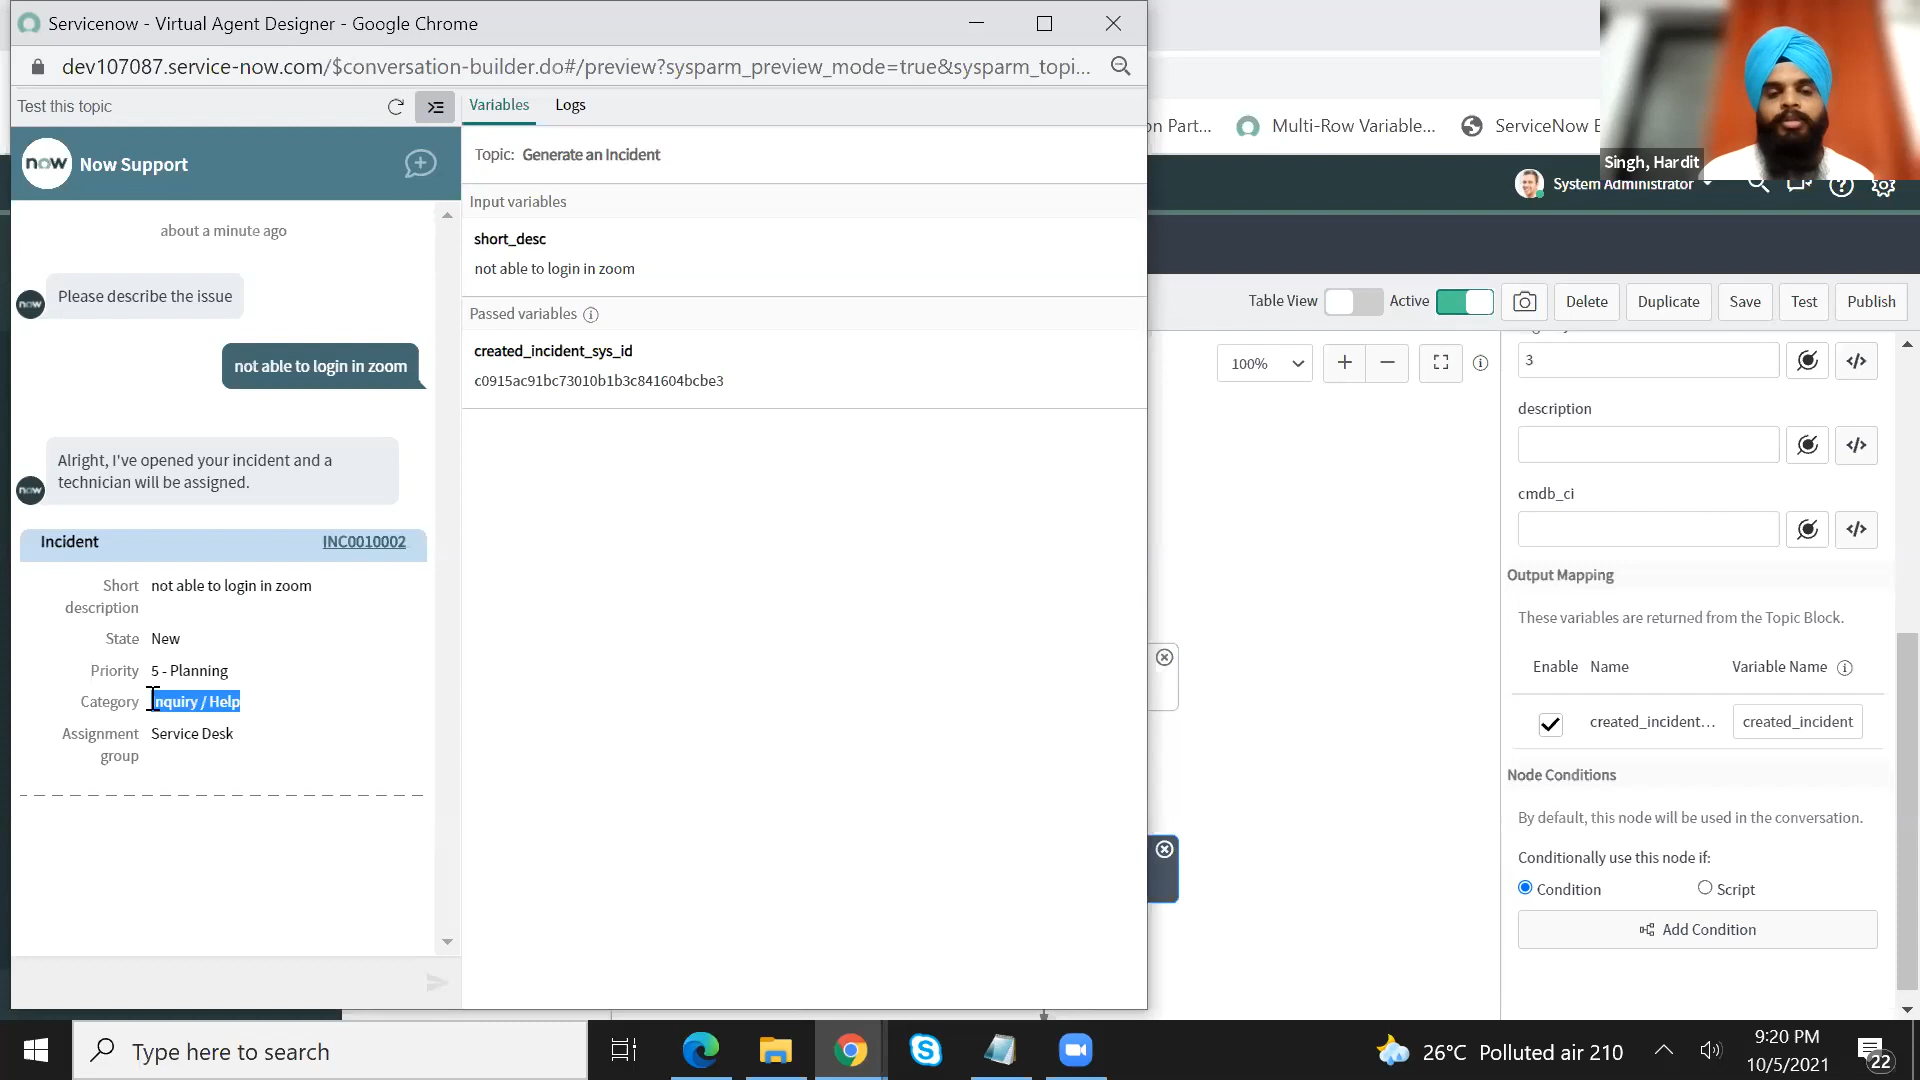 Servicenow - Virtual Agent Designer - Google Chrome
dev107087.service-now.com/$conversation-builder.do#/preview?sysparm_preview_mode=true&sysparm_topi...
Test this topic
Variables
Logs
on Part...
Multi-Row Variable...
ServiceNow
Singh, Hardit
now
Now Support
Topic: Generate an Incident
System Administrator
Input variables
about a minute ago
short_desc
not able to login in zoom
now
Please describe the issue
Table View
Active
Delete
Duplicate
Save
Test
Publish
Passed variables
not able to login in zoom
created_incident_sys_id
c0915ac91bc73010b1b3c841604bcbe3
100%
3
description
now
Alright, I've opened your incident and a
technician will be assigned.
cmdb_ci
Incident
INC0010002
Output Mapping
Short description
not able to login in zoom
These variables are returned from the Topic Block.
State
New
Enable
Name
Variable Name
Priority
5 - Planning
Category
Inquiry / Help
created_incident...
created_incident
Assignment group
Service Desk
Node Conditions
By default, this node will be used in the conversation.
Conditionally use this node if:
Condition
Script
Add Condition
Type here to search
26°C Polluted air 210
9:20 PM
10/5/2021
22